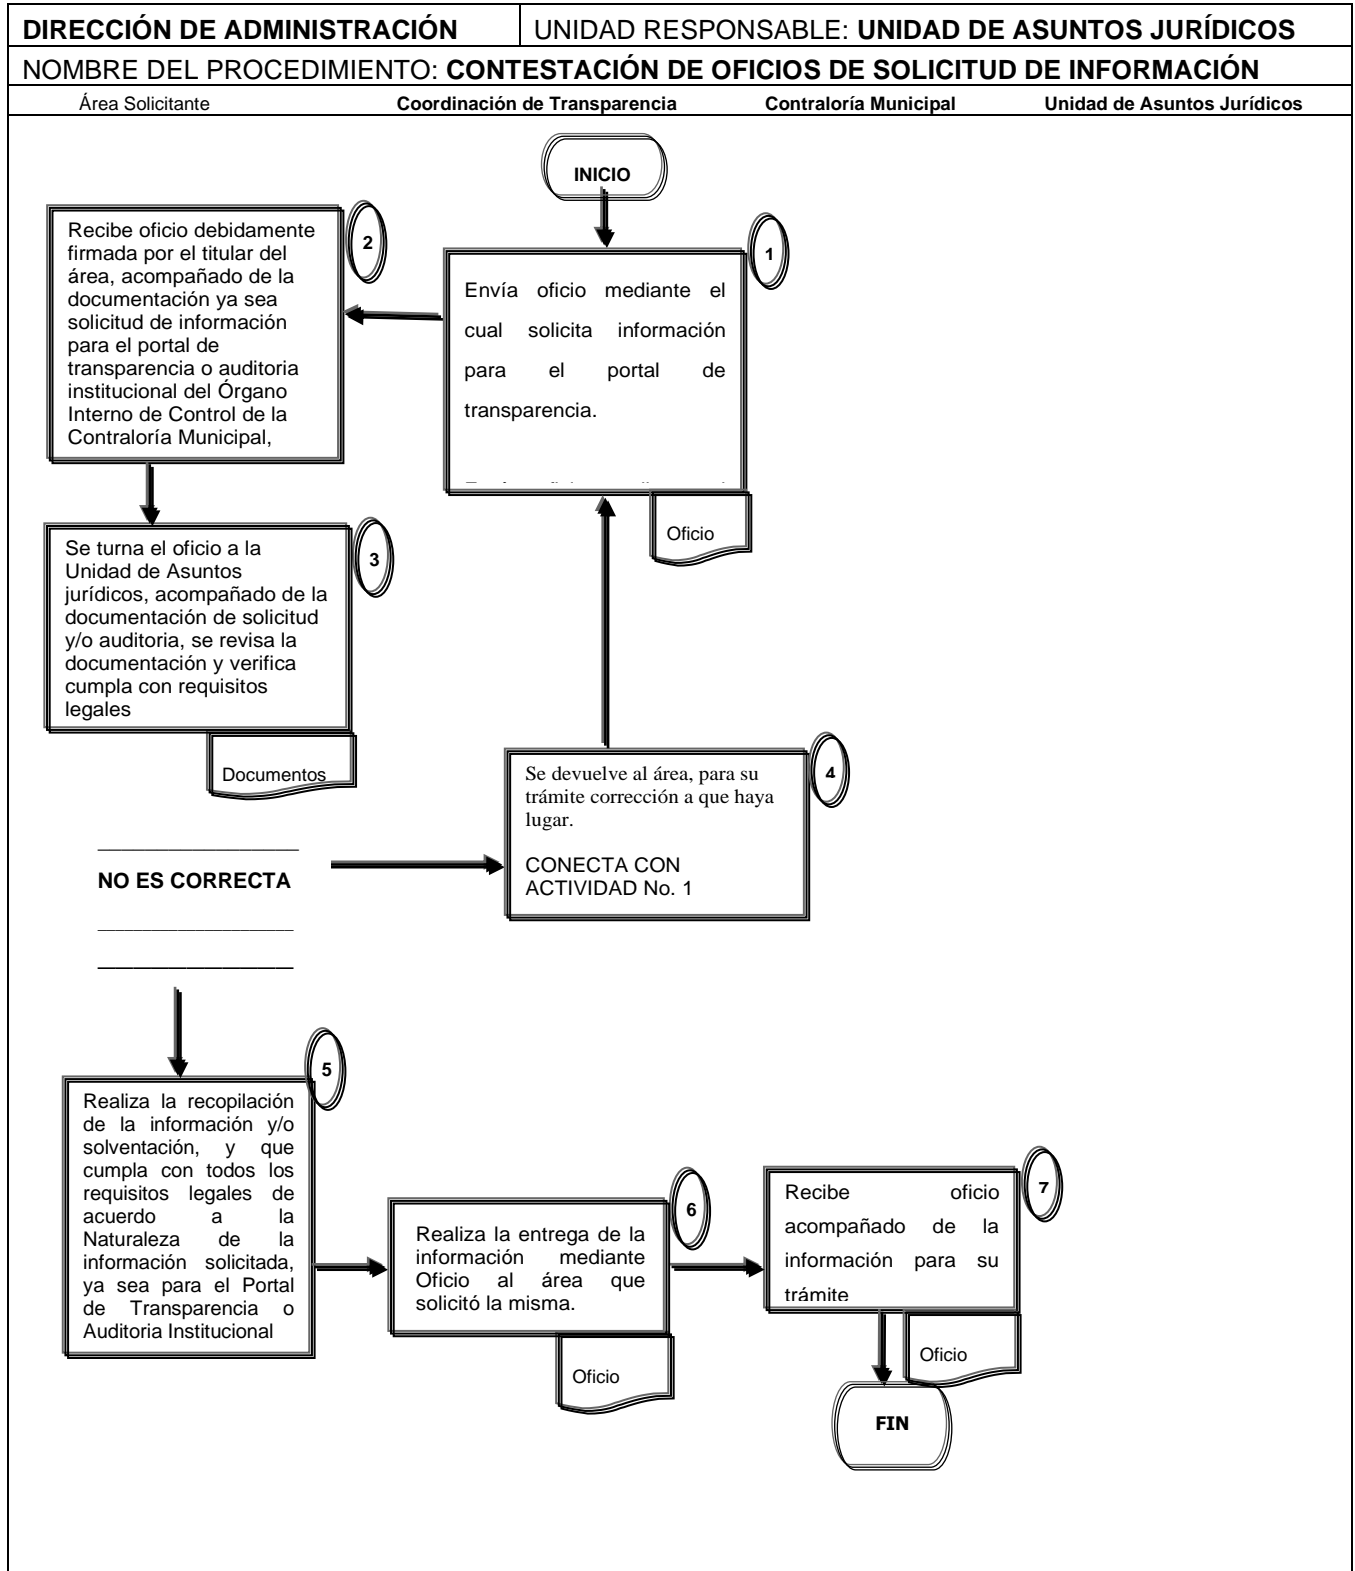 DIRECCIÓN DE ADMINISTRACIÓN
UNIDAD RESPONSABLE: UNIDAD DE ASUNTOS JURÍDICOS
NOMBRE DEL PROCEDIMIENTO: CONTESTACIÓN DE OFICIOS DE SOLICITUD DE INFORMACIÓN
Área Solicitante
Coordinación de Transparencia
Contraloría Municipal
Unidad de Asuntos Jurídicos
INICIO
1
Envía oficio mediante el
cual solicita información
para el portal de
transparencia.
Oficio
2
Recibe oficio debidamente
firmada por el titular del
área, acompañado de la
documentación ya sea
solicitud de información
para el portal de
transparencia o auditoria
institucional del Órgano
Interno de Control de la
Contraloría Municipal,
3
Se turna el oficio a la
Unidad de Asuntos
jurídicos, acompañado de la
documentación de solicitud
y/o auditoria, se revisa la
documentación y verifica
cumpla con requisitos
legales
Documentos
NO ES CORRECTA
4
Se devuelve al área, para su
trámite corrección a que haya
lugar.
CONECTA CON
ACTIVIDAD No. 1
5
Realiza la recopilación
de la información y/o
solventación, y que
cumpla con todos los
requisitos legales de
acuerdo a la
Naturaleza de la
información solicitada,
ya sea para el Portal
de Transparencia o
Auditoria Institucional
6
Realiza la entrega de la
información mediante
Oficio al área que
solicitó la misma.
Oficio
7
Recibe oficio
acompañado de la
información para su
trámite
Oficio
FIN